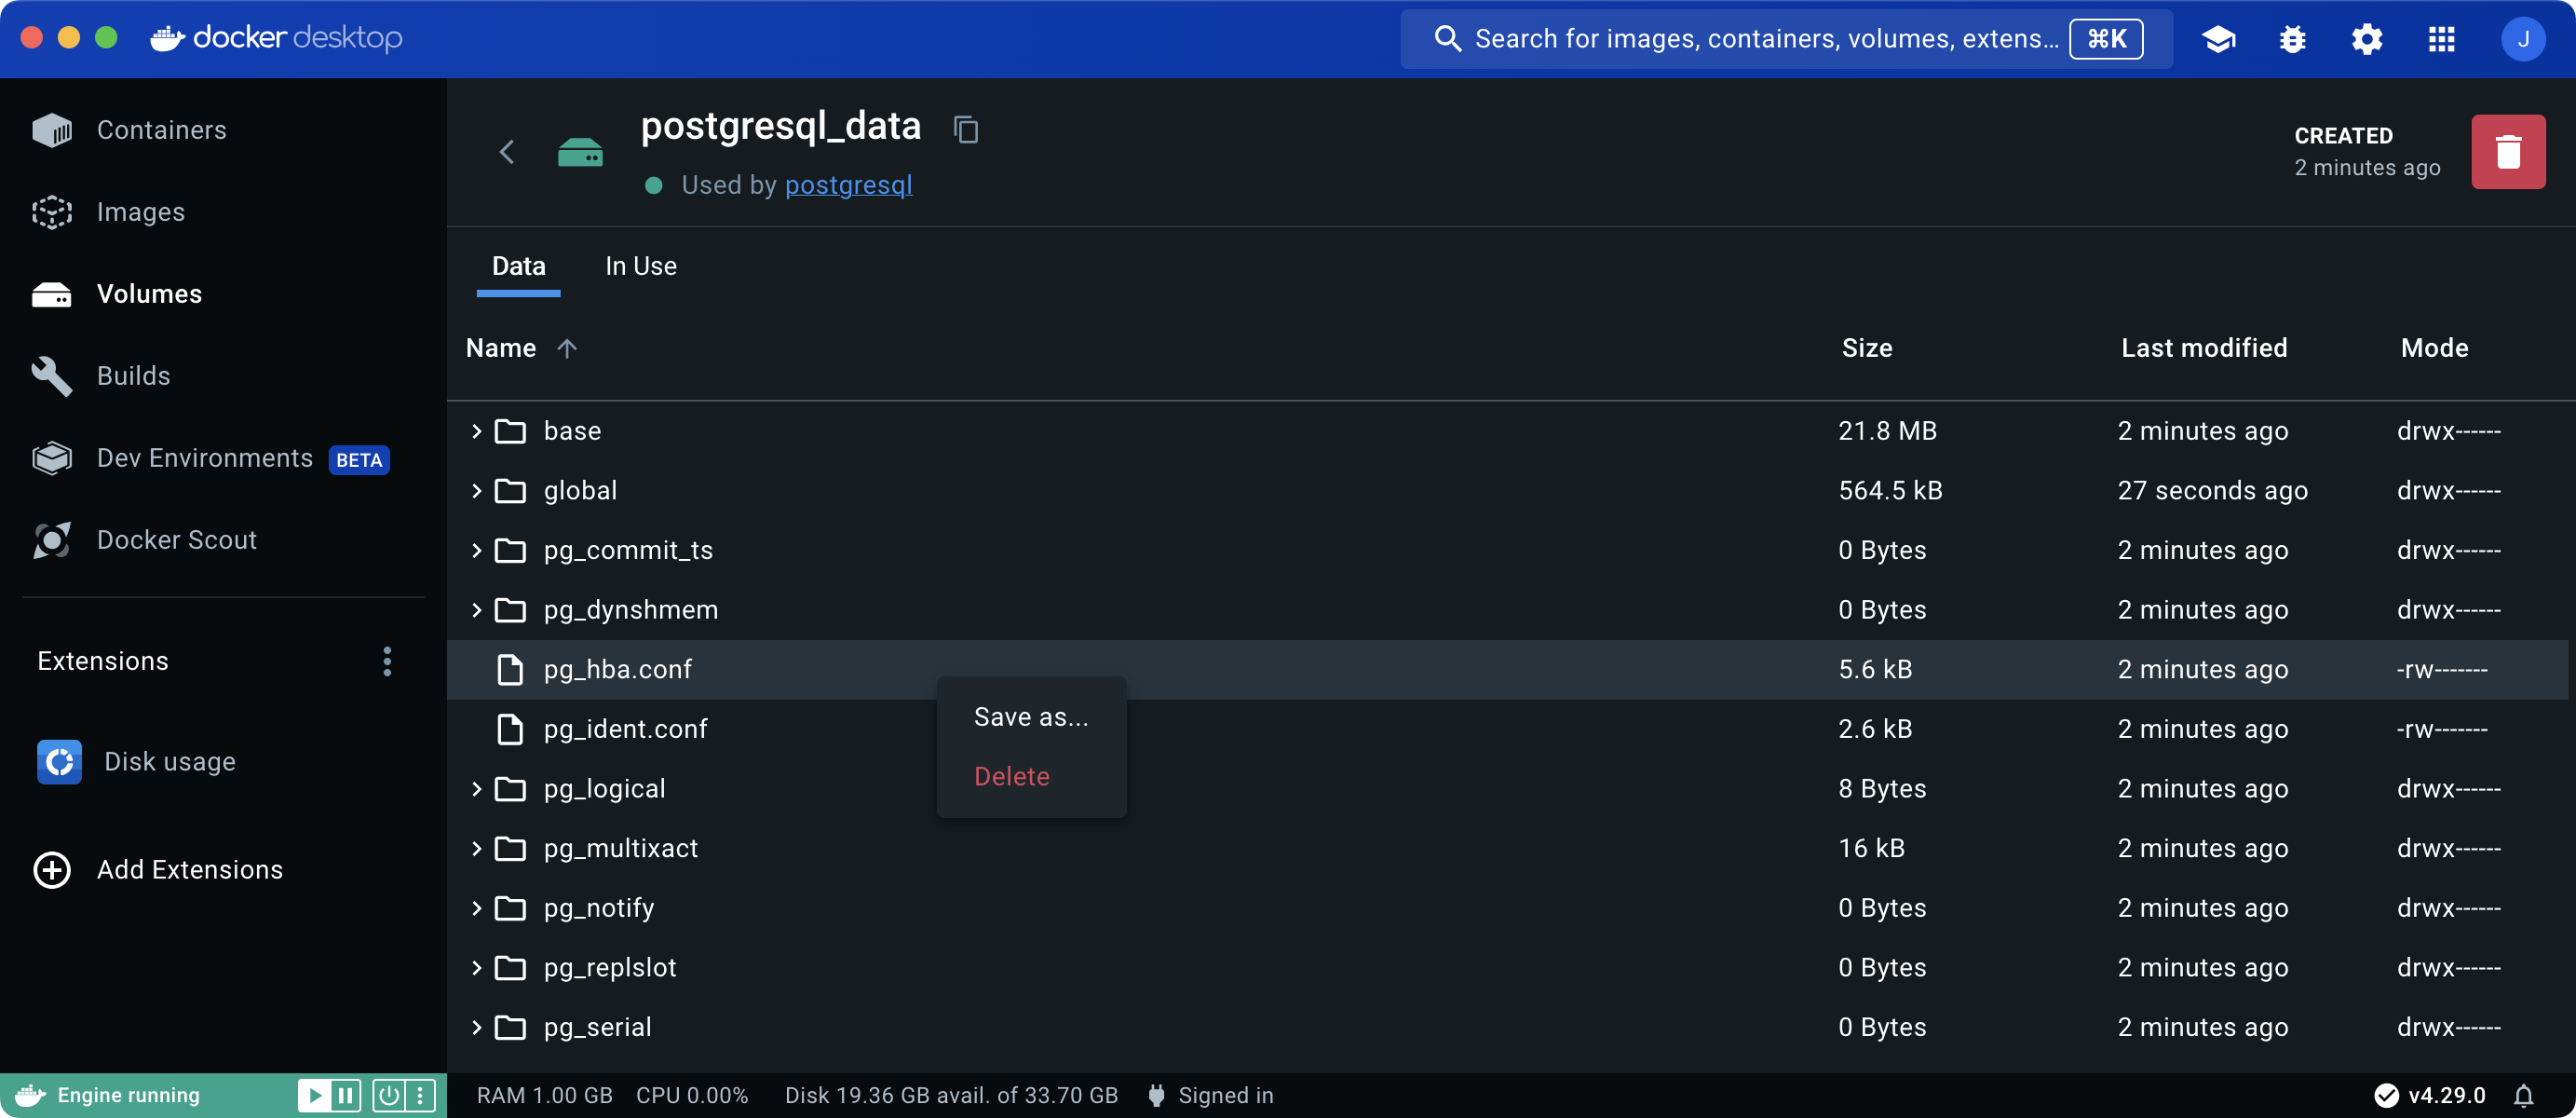 docker desktop
Search for images, containers, volumes, extens... ⌘K
J
Containers
Images
Volumes
Builds
Dev Environments BETA
Docker Scout
Extensions
Disk usage
Add Extensions
postgresql_data
Used by postgresql
CREATED
2 minutes ago
Data In Use
Name Size Last modified Mode
base 21.8 MB 2 minutes ago drwx------
global 564.5 kB 27 seconds ago drwx------
pg_commit_ts 0 Bytes 2 minutes ago drwx------
pg_dynshmem 0 Bytes 2 minutes ago drwx------
pg_hba.conf 5.6 kB 2 minutes ago -rw-------
pg_ident.conf 2.6 kB 2 minutes ago -rw-------
pg_logical 8 Bytes 2 minutes ago drwx------
pg_multixact 16 kB 2 minutes ago drwx------
pg_notify 0 Bytes 2 minutes ago drwx------
pg_replslot 0 Bytes 2 minutes ago drwx------
pg_serial 0 Bytes 2 minutes ago drwx------
Save as...
Delete
Engine running
RAM 1.00 GB CPU 0.00% Disk 19.36 GB avail. of 33.70 GB Signed in
v4.29.0